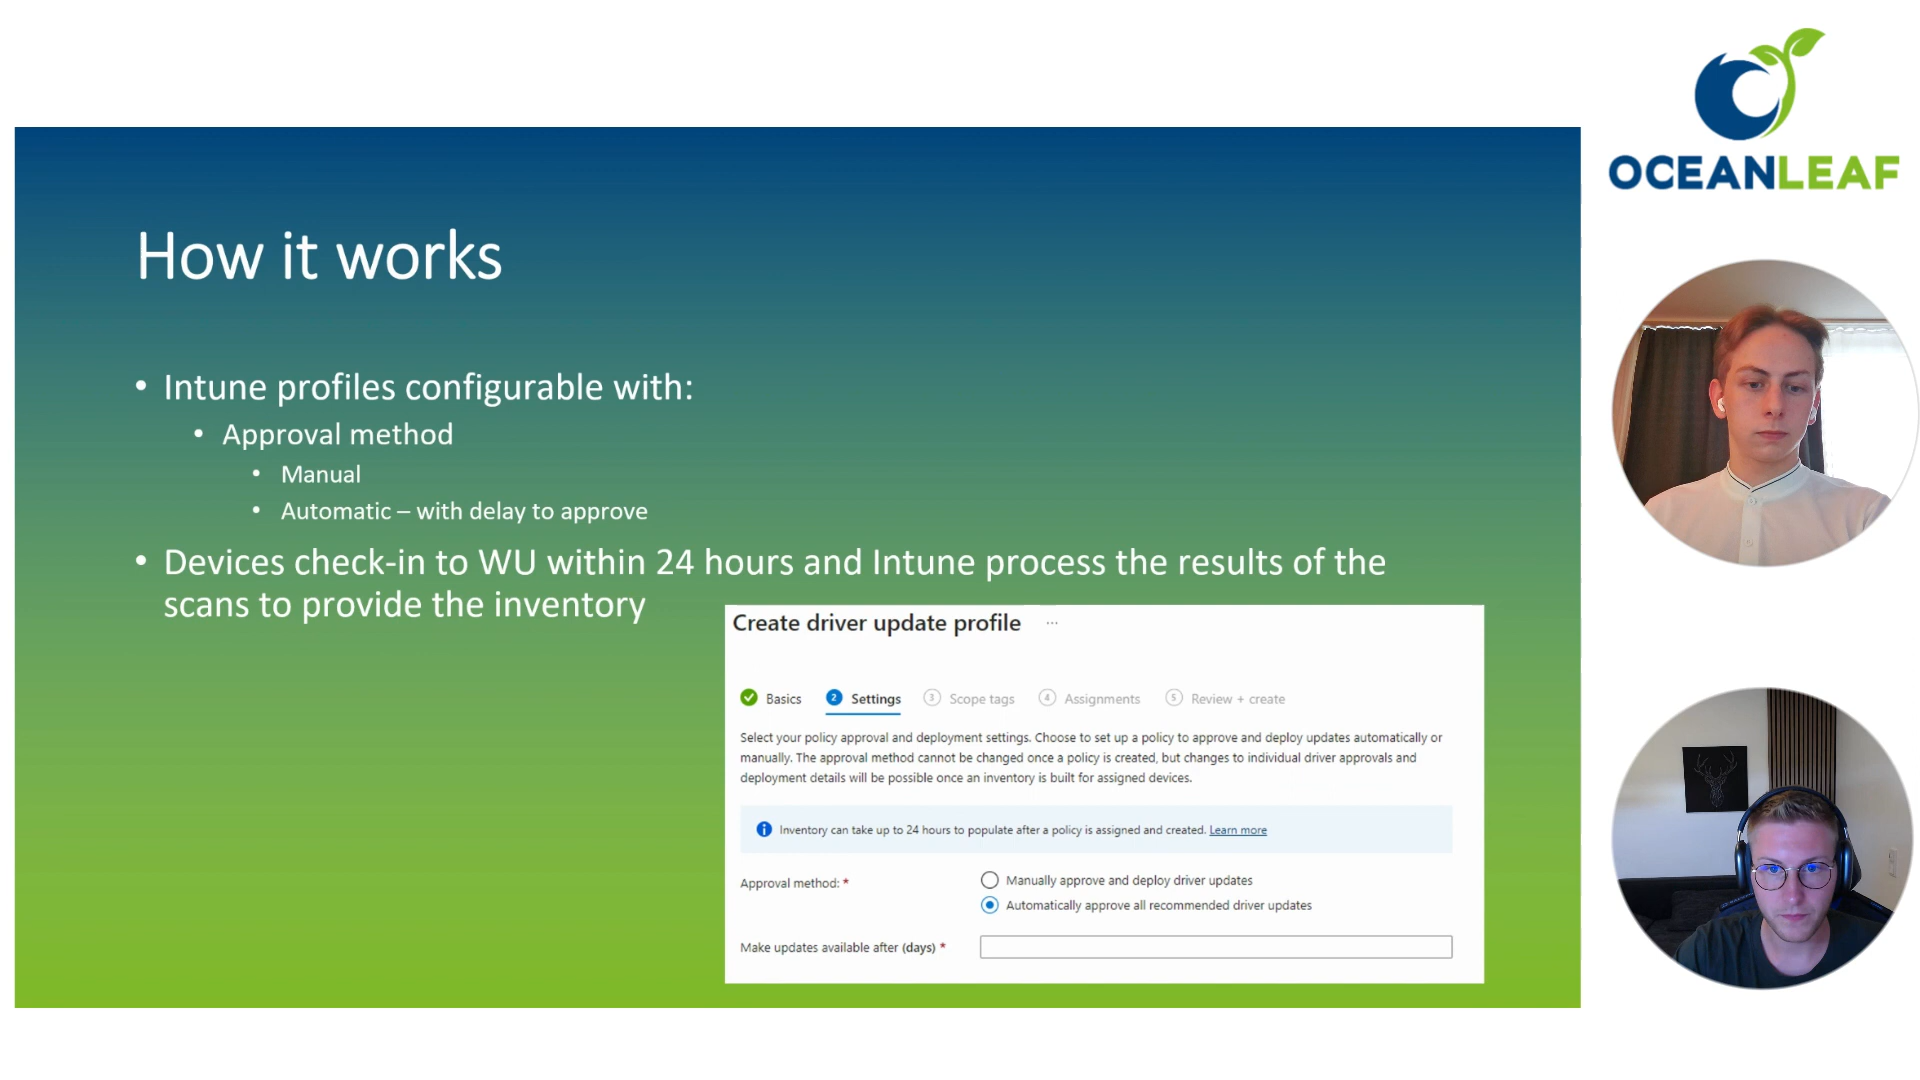 OCEANLEAF
How it works
• Intune profiles configurable with:
• Approval method
• Manual
• Automatic – with delay to approve
• Devices check-in to WU within 24 hours and Intune process the results of the
scans to provide the inventory
Create driver update profile ...
Basics 2 Settings 3 Scope tags 4 Assignments 5 Review + create
Select your policy approval and deployment settings. Choose to set up a policy to approve and deploy updates automatically or
manually. The approval method cannot be changed once a policy is created, but changes to individual driver approvals and
deployment details will be possible once an inventory is built for assigned devices.
Inventory can take up to 24 hours to populate after a policy is assigned and created. Learn more
Approval method: * Manually approve and deploy driver updates
Automatically approve all recommended driver updates
Make updates available after (days) *